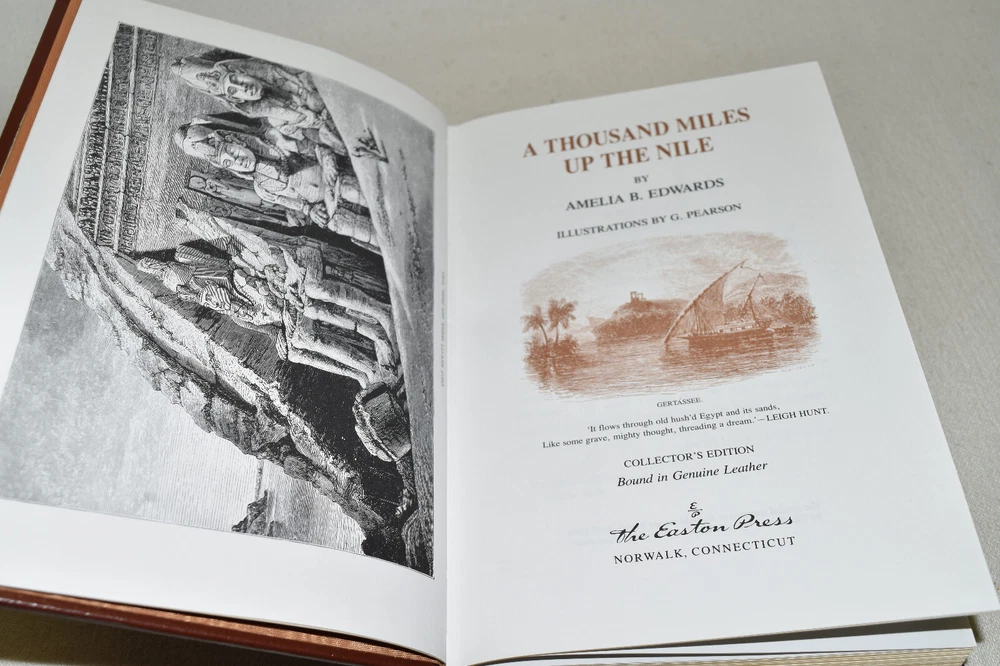 A THOUSAND MILES
UP THE NILE
BY
AMELIA B. EDWARDS
ILLUSTRATIONS BY G. PEARSON
GERTASSEE.
'It flows through old hush'd Egypt and its sands,
Like some grave, mighty thought, threading a dream.'—LEIGH HUNT.
COLLECTOR'S EDITION
Bound in Genuine Leather
E
P
The Easton Press
NORWALK, CONNECTICUT